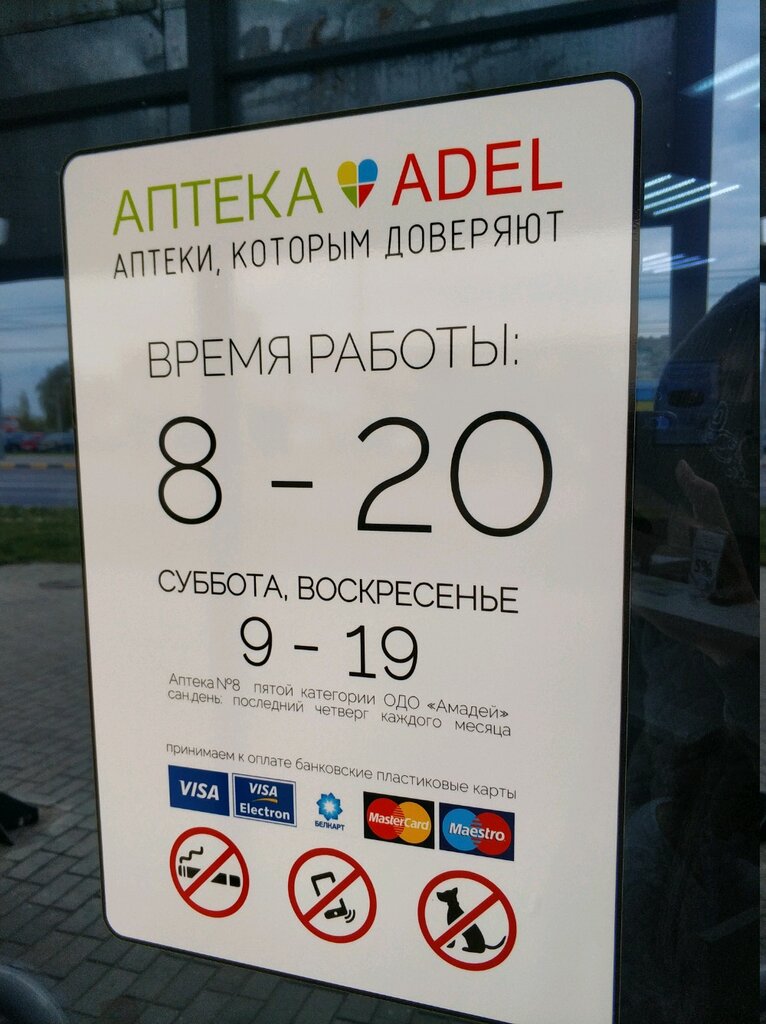 АПТЕКА ADEL
АПТЕКИ, КОТОРЫМ ДОВЕРЯЮТ
ВРЕМЯ РАБОТЫ:
8 - 20
СУББОТА, ВОСКРЕСЕНЬЕ
9 - 19
Аптека №8 пятой категории ОДО «Амадей»
сан.день: последний четверг каждого месяца
принимаем к оплате банковские пластиковые карты
VISA VISA Electron БЕЛКАРТ MasterCard Maestro